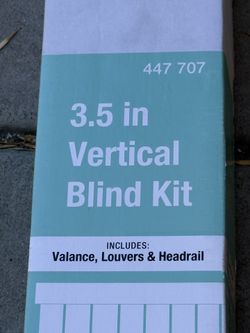 447 707
3.5 in
Vertical
Blind Kit
INCLUDES:
Valance, Louvers & Headrail